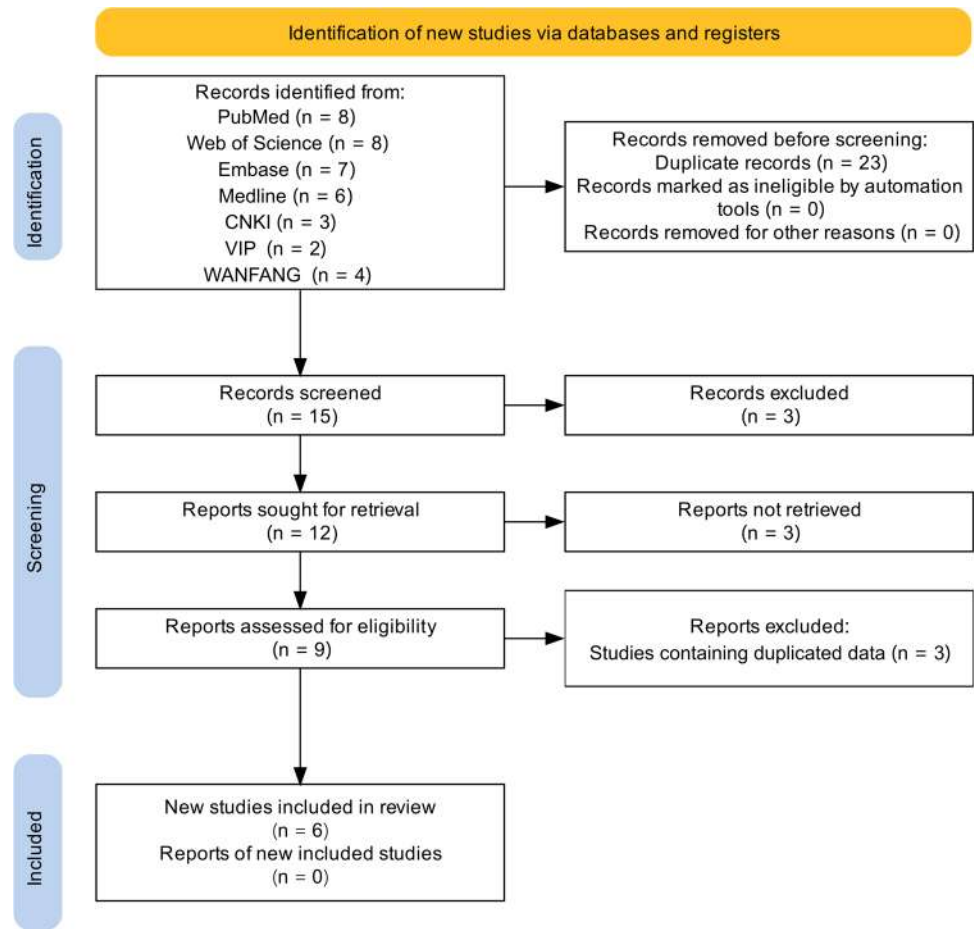 Identification of new studies via databases and registers
Identification
Records identified from:
PubMed (n = 8)
Web of Science (n = 8)
Embase (n = 7)
Medline (n = 6)
CNKI (n = 3)
VIP (n = 2)
WANFANG (n = 4)
Records removed before screening:
Duplicate records (n = 23)
Records marked as ineligible by automation
tools (n = 0)
Records removed for other reasons (n = 0)
Screening
Records screened
(n = 15)
Records excluded
(n = 3)
Reports sought for retrieval
(n = 12)
Reports not retrieved
(n = 3)
Reports assessed for eligibility
(n = 9)
Reports excluded:
Studies containing duplicated data (n = 3)
Included
New studies included in review
(n = 6)
Reports of new included studies
(n = 0)